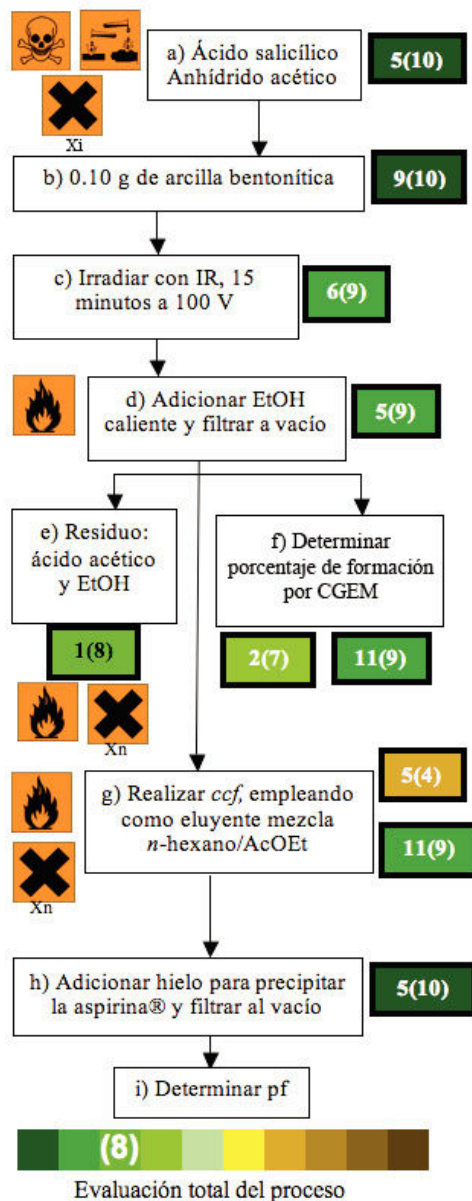 a) Ácido salicílico
Anhídrido acético
5(10)
Xi
b) 0.10 g de arcilla bentonítica
9(10)
c) Irradiar con IR, 15
minutos a 100 V
6(9)
d) Adicionar EtOH
caliente y filtrar a vacío
5(9)
e) Residuo:
ácido acético
y EtOH
1(8)
Xn
f) Determinar
porcentaje de formación
por CGEM
2(7)
11(9)
5(4)
g) Realizar ccf, empleando
como eluyente mezcla
n-hexano/AcOEt
11(9)
Xn
h) Adicionar hielo para precipitar
la aspirina® y filtrar al vacío
5(10)
i) Determinar pf
(8)
Evaluación total del proceso